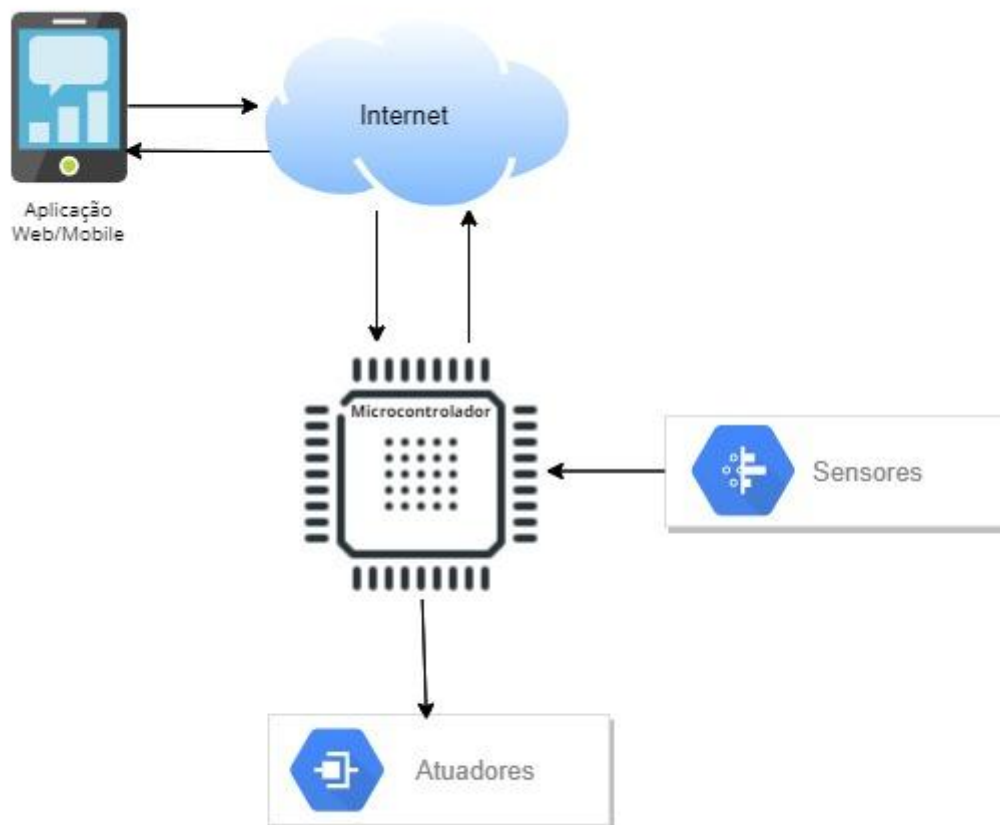 Internet
Aplicação
Web/Mobile
Microcontrolador
Sensores
Atuadores